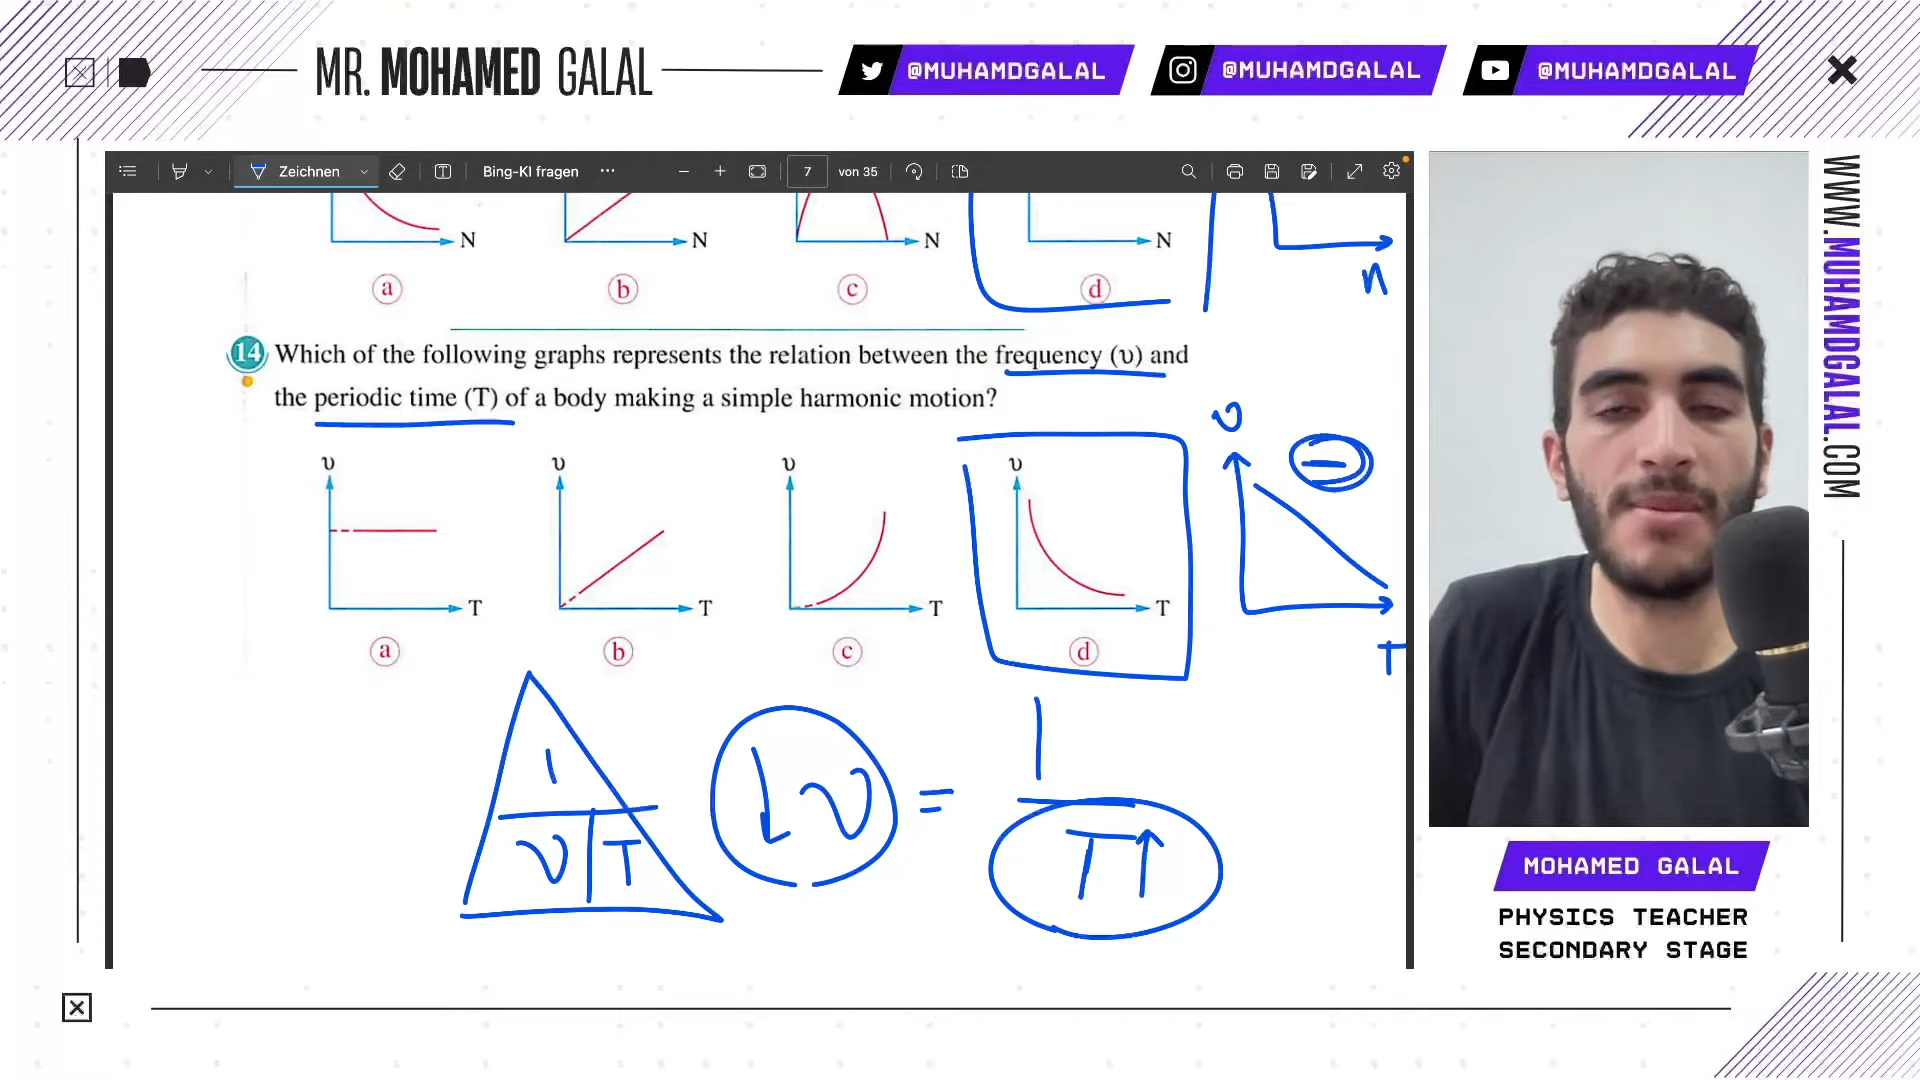 MR. MOHAMED GALAL
@MUHAMDGALAL
@MUHAMDGALAL
@MUHAMDGALAL
WWW.MUHAMDGALAL.COM
Zeichnen
Bing-KI fragen
7 von 35
N
N
N
N
n
a
b
c
d
14 Which of the following graphs represents the relation between the frequency (υ) and
the periodic time (T) of a body making a simple harmonic motion?
υ
υ
υ
υ
υ
T
T
T
T
T
a
b
c
d
1
υ T
↓υ = 1
T↑
MOHAMED GALAL
PHYSICS TEACHER
SECONDARY STAGE